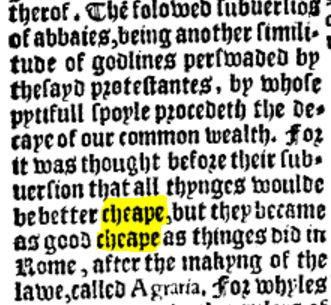 therof. Thē folowed subuersiōs
of abbaies,being another simili-
tude of godlines perswaded by
thesayd protestantes, by whose
pytifull spople procedeth the de-
caye of our common wealth. For
it was thought before their sub-
uersion that all thynges woulde
be better cheape,but they became
as good cheape as thinges did in
Rome, after the makyng of the
lawe,called Agraria. For whyles